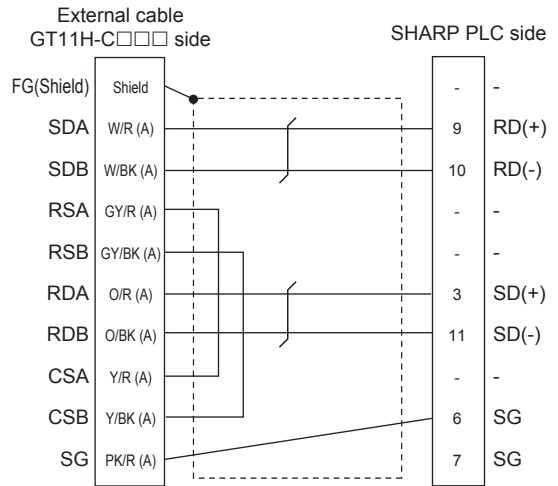 External cable
GT11H-C□□□ side
SHARP PLC side
FG(Shield) Shield - -
SDA W/R (A) 9 RD(+)
SDB W/BK (A) 10 RD(-)
RSA GY/R (A) - -
RSB GY/BK (A) - -
RDA O/R (A) 3 SD(+)
RDB O/BK (A) 11 SD(-)
CSA Y/R (A) - -
CSB Y/BK (A) 6 SG
SG PK/R (A) 7 SG